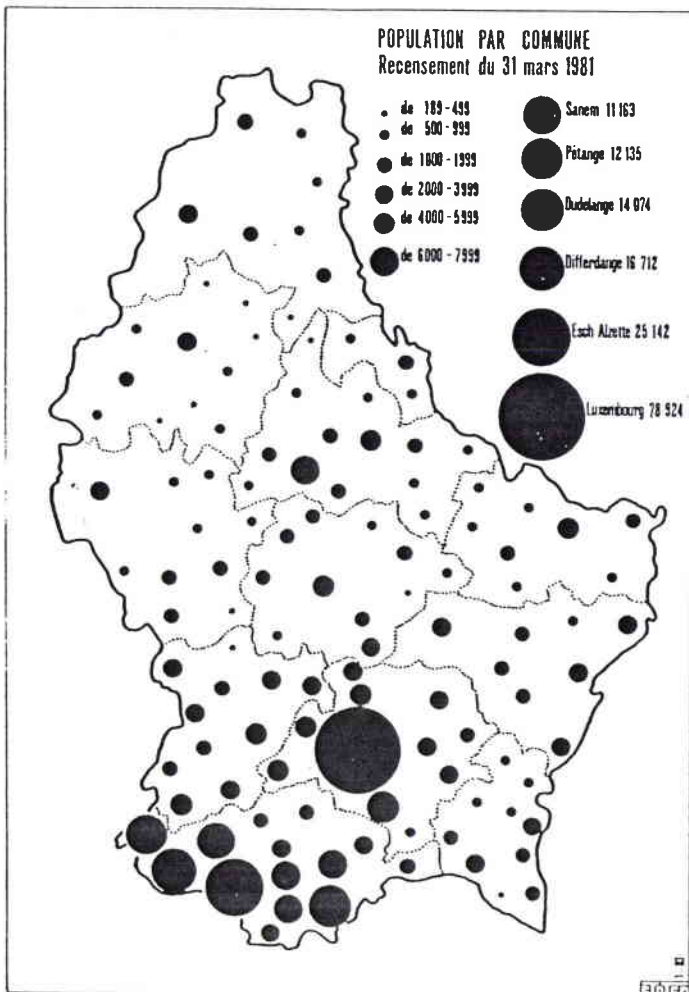 POPULATION PAR COMMUNE
Recensement du 31 mars 1981
de 189-499
de 500-999
de 1000-1999
de 2000-3999
de 4000-5999
de 6000-7999
Sanem 11 163
Pétange 12 135
Dudelange 14 074
Differdange 16 712
Esch Alzette 25 142
Luxembourg 78 924